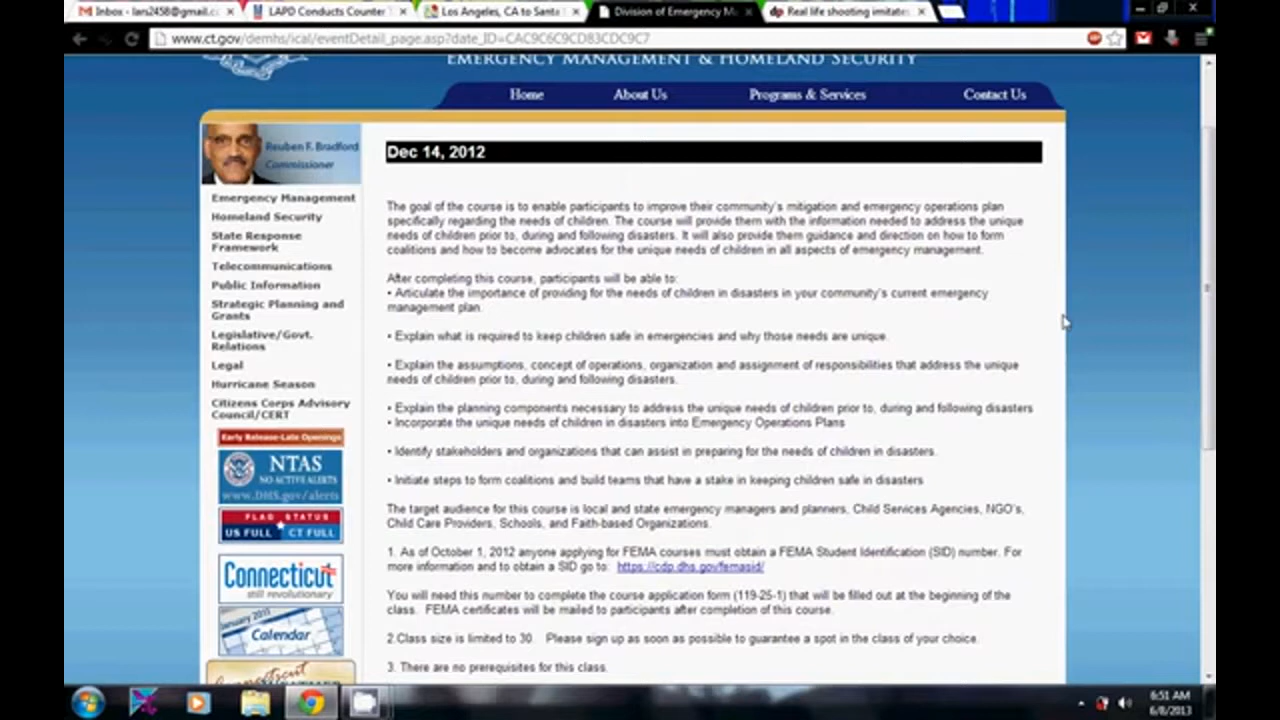 Inbox - lars2458@gmail.c
LAPD Conducts Counter
Los Angeles, CA to Santa
Division of Emergency M
Real life shooting imitates
www.ct.gov/demhs/ical/eventDetail_page.asp?date_ID=CAC9C6C9CD83CDC9C7
EMERGENCY MANAGEMENT & HOMELAND SECURITY
Home About Us Programs & Services Contact Us
Reuben F. Bradford
Commissioner
Emergency Management
Homeland Security
State Response
Framework
Telecommunications
Public Information
Strategic Planning and
Grants
Legislative/Govt.
Relations
Legal
Hurricane Season
Citizens Corps Advisory
Council/CERT
Early Release-Late Openings
NTAS
NO ACTIVE ALERTS
www.DHS.gov/alerts
FLAG STATUS
US FULL CT FULL
Connecticut
still revolutionary
January 2011
Calendar
Connecticut
Dec 14, 2012
The goal of the course is to enable participants to improve their community's mitigation and emergency operations plan
specifically regarding the needs of children. The course will provide them with the information needed to address the unique
needs of children prior to, during and following disasters. It will also provide them guidance and direction on how to form
coalitions and how to become advocates for the unique needs of children in all aspects of emergency management.
After completing this course, participants will be able to:
• Articulate the importance of providing for the needs of children in disasters in your community's current emergency
management plan.
• Explain what is required to keep children safe in emergencies and why those needs are unique.
• Explain the assumptions, concept of operations, organization and assignment of responsibilities that address the unique
needs of children prior to, during and following disasters.
• Explain the planning components necessary to address the unique needs of children prior to, during and following disasters
• Incorporate the unique needs of children in disasters into Emergency Operations Plans
• Identify stakeholders and organizations that can assist in preparing for the needs of children in disasters.
• Initiate steps to form coalitions and build teams that have a stake in keeping children safe in disasters
The target audience for this course is local and state emergency managers and planners, Child Services Agencies, NGO's,
Child Care Providers, Schools, and Faith-based Organizations.
1. As of October 1, 2012 anyone applying for FEMA courses must obtain a FEMA Student Identification (SID) number. For
more information and to obtain a SID go to: https://cdp.dhs.gov/femasid/
You will need this number to complete the course application form (119-25-1) that will be filled out at the beginning of the
class. FEMA certificates will be mailed to participants after completion of this course.
2.Class size is limited to 30. Please sign up as soon as possible to guarantee a spot in the class of your choice.
3. There are no prerequisites for this class.
6:51 AM
6/8/2013